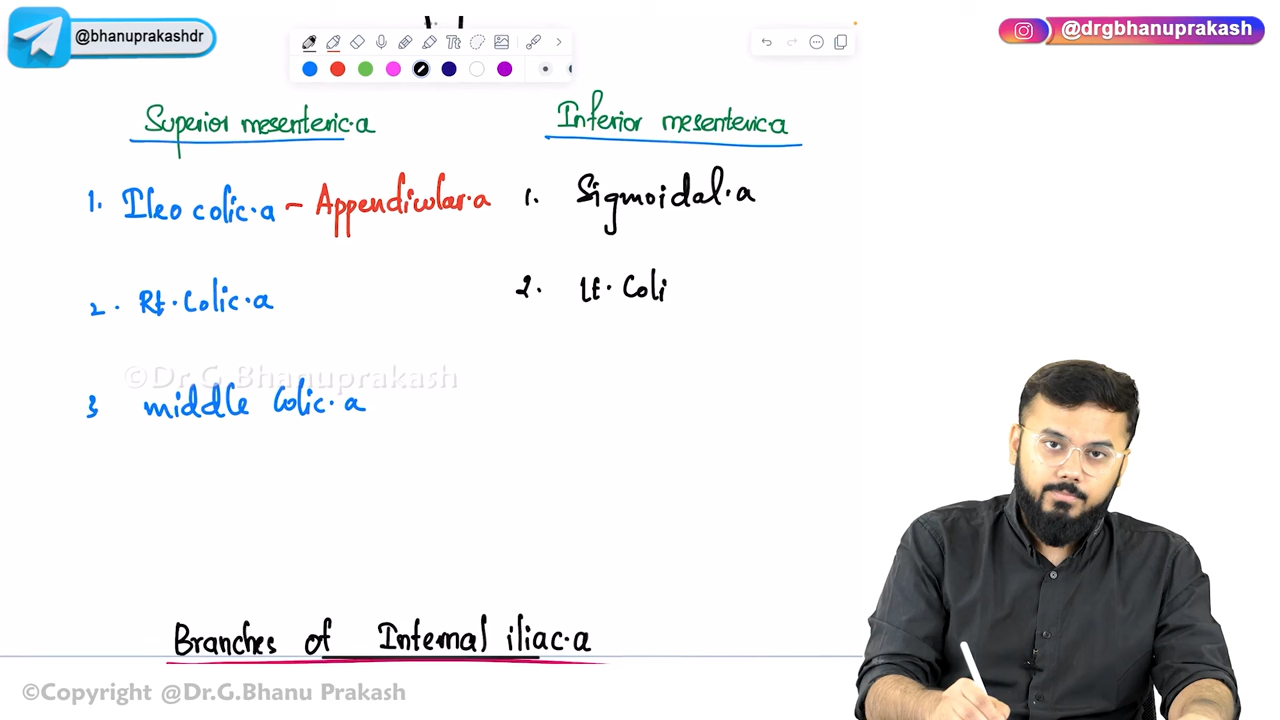 @bhanuprakashdr
@drgbhanuprakash
Tt
Superior mesenteric.a
Inferior mesenteric.a
1. Ileo colic.a - Appendicular.a
1. Sigmoidal.a
2. Rt. Colic.a
2. Lt. Coli
©Dr.G.Bhanuprakash
3 middle Colic.a
Branches of Internal iliac.a
©Copyright @Dr.G.Bhanu Prakash